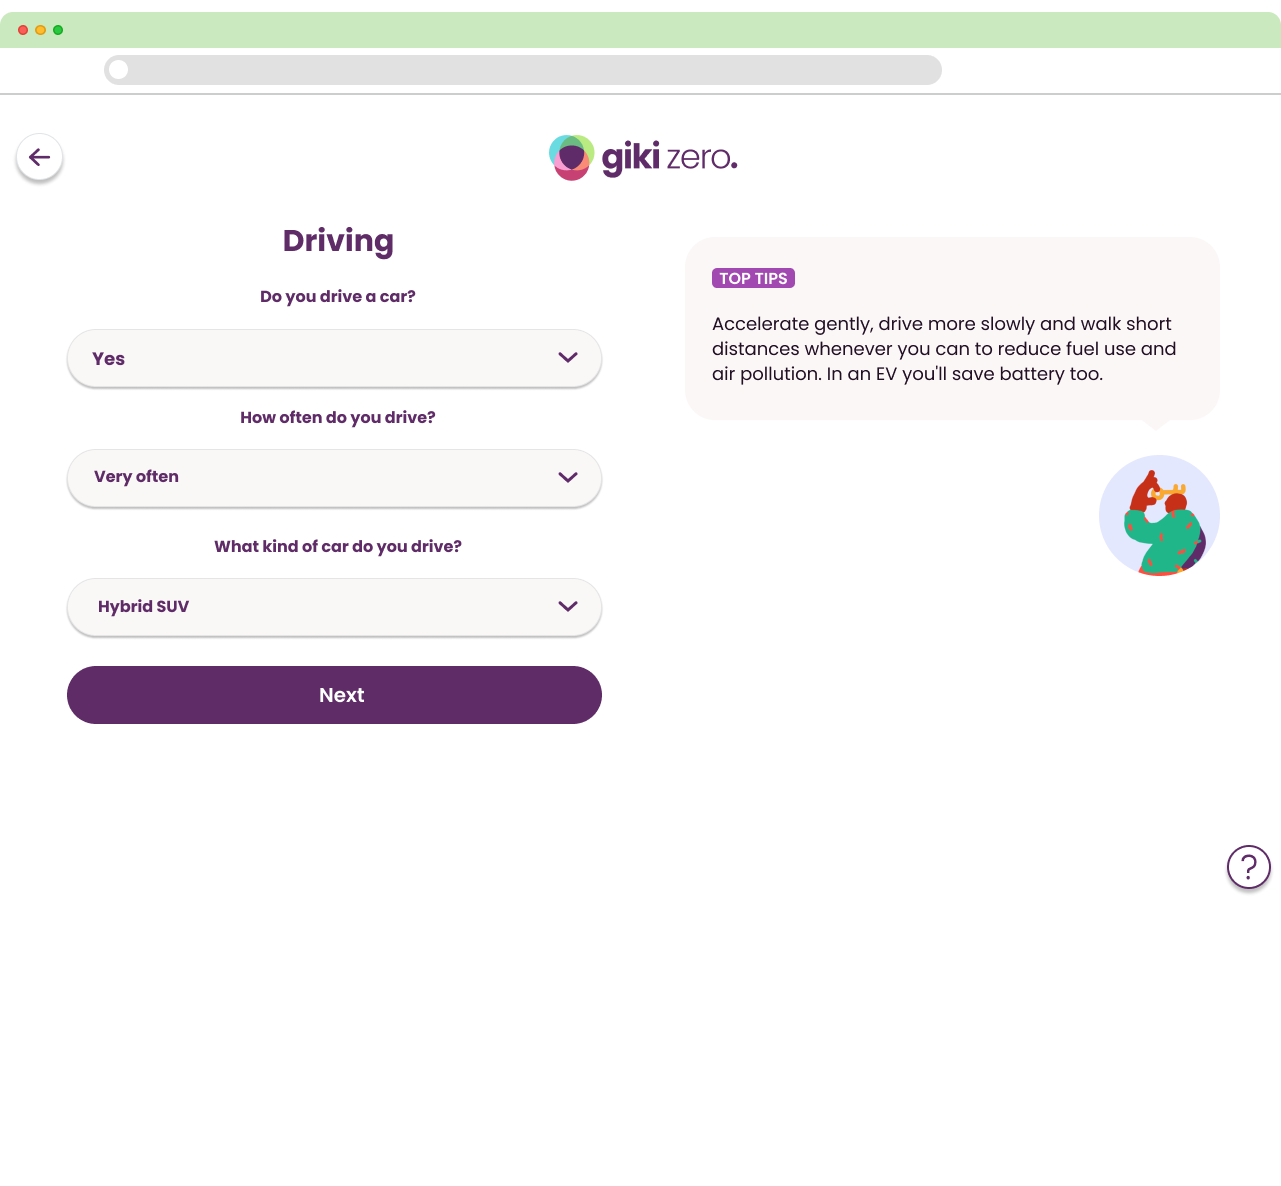 giki zero.
Driving
Do you drive a car?
Yes
How often do you drive?
Very often
What kind of car do you drive?
Hybrid SUV
Next
TOP TIPS
Accelerate gently, drive more slowly and walk short
distances whenever you can to reduce fuel use and
air pollution. In an EV you'll save battery too.
?